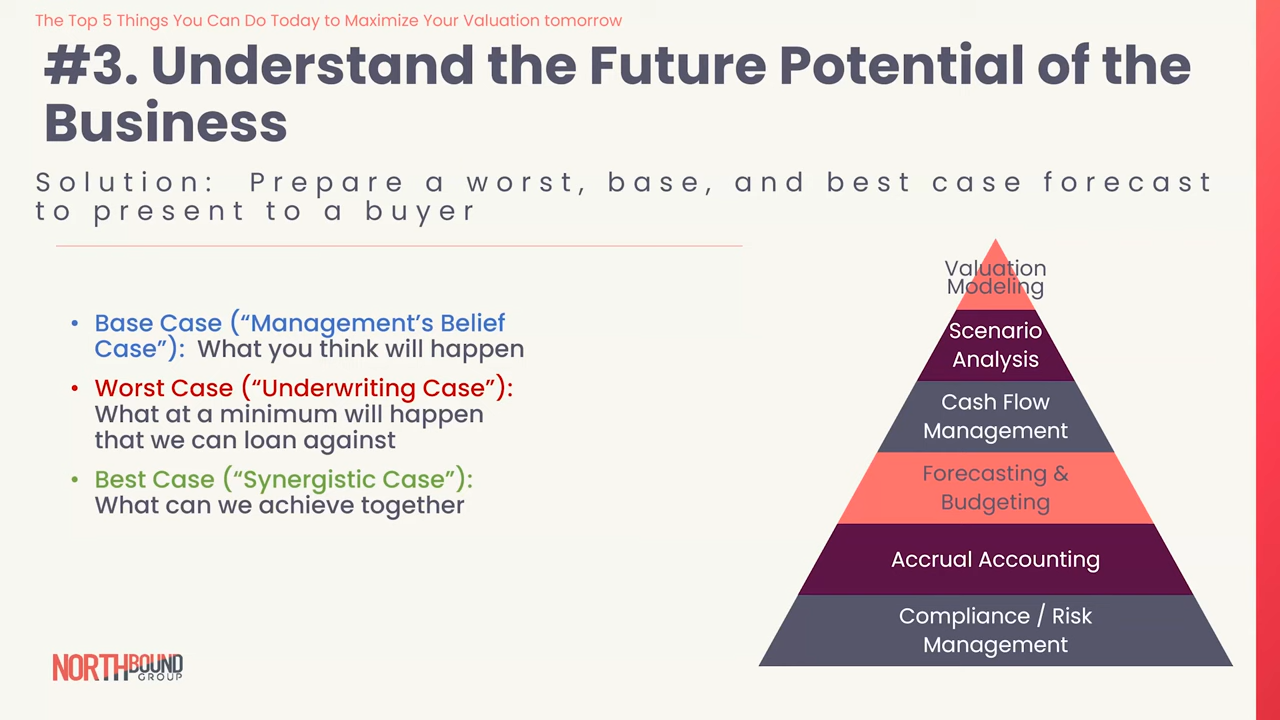 The Top 5 Things You Can Do Today to Maximize Your Valuation tomorrow
#3. Understand the Future Potential of the
Business
Solution: Prepare a worst, base, and best case forecast
to present to a buyer
• Base Case (“Management’s Belief
Case”): What you think will happen
• Worst Case (“Underwriting Case”):
What at a minimum will happen
that we can loan against
• Best Case (“Synergistic Case”):
What can we achieve together
Valuation
Modeling
Scenario
Analysis
Cash Flow
Management
Forecasting &
Budgeting
Accrual Accounting
Compliance / Risk
Management
NORTHBOUND
GROUP